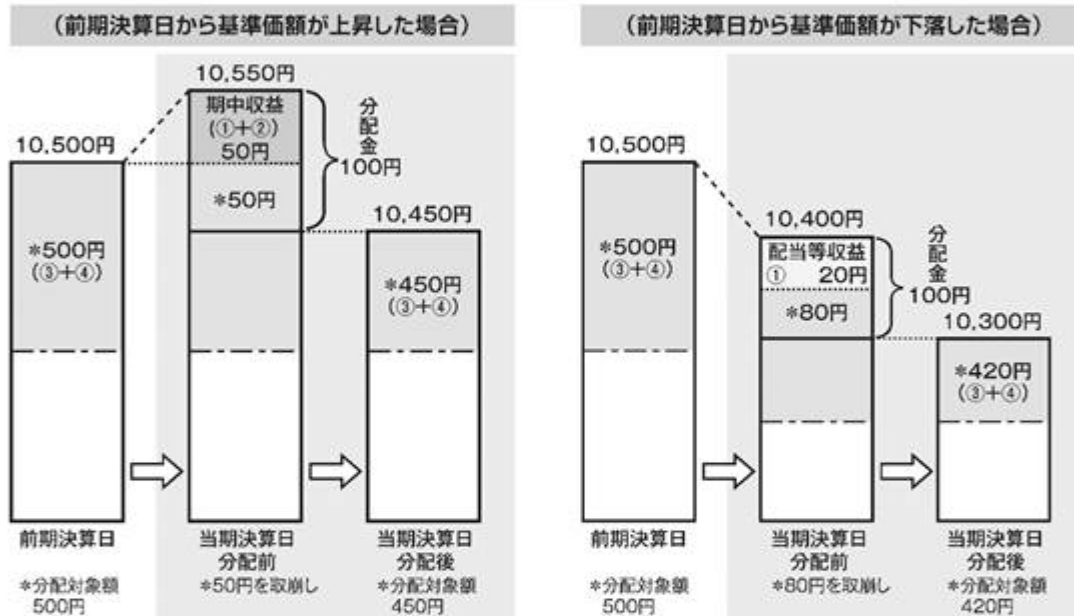 (前期決算日から基準価額が上昇した場合)
10,550円
期中収益
(①+②)
50円
*50円
分配金
100円
10,500円
*500円
(③+④)
10,450円
*450円
(③+④)
前期決算日
当期決算日
分配前
当期決算日
分配後
*分配対象額
500円
*50円を取崩し
*分配対象額
450円
(前期決算日から基準価額が下落した場合)
10,500円
*500円
(③+④)
10,400円
配当等収益
① 20円
*80円
分配金
100円
10,300円
*420円
(③+④)
前期決算日
当期決算日
分配前
当期決算日
分配後
*分配対象額
500円
*80円を取崩し
*分配対象額
420円